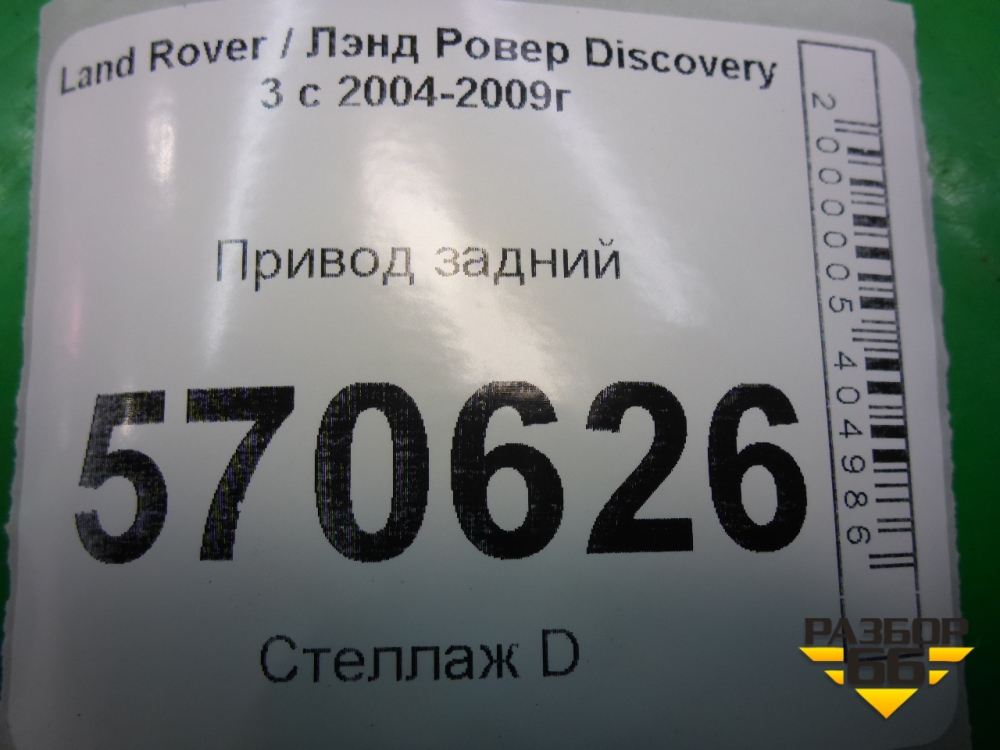 Land Rover / Лэнд Ровер Discovery
3 с 2004-2009г
Привод задний
570626
Стеллаж D
2000005404986
РАЗБОР
66